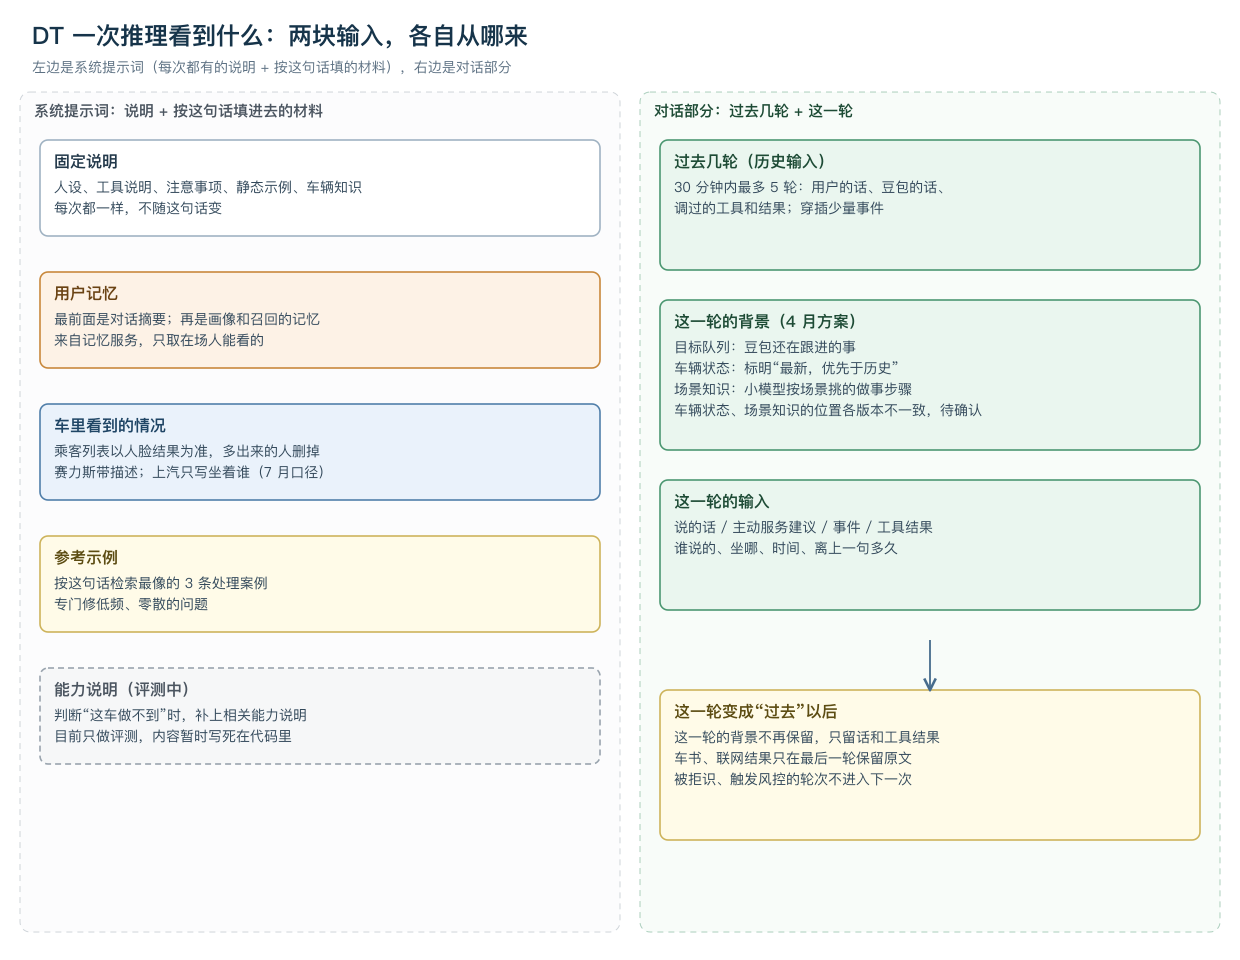 DT 一次推理看到什么：两块输入，各自从哪来
左边是系统提示词（每次都有的说明 + 按这句话填的材料），右边是对话部分
系统提示词：说明 + 按这句话填进去的材料
固定说明
人设、工具说明、注意事项、静态示例、车辆知识
每次都一样，不随这句话变
用户记忆
最前面是对话摘要；再是画像和召回的记忆
来自记忆服务，只取在场人能看的
车里看到的情况
乘客列表以人脸结果为准，多出来的人删掉
赛力斯带描述；上汽只写坐着谁（7 月口径）
参考示例
按这句话检索最像的 3 条处理案例
专门修低频、零散的问题
能力说明（评测中）
判断“这车做不到”时，补上相关能力说明
目前只做评测，内容暂时写死在代码里
对话部分：过去几轮 + 这一轮
过去几轮（历史输入）
30 分钟内最多 5 轮：用户的话、豆包的话、
调过的工具和结果；穿插少量事件
这一轮的背景（4 月方案）
目标队列：豆包还在跟进的事
车辆状态：标明“最新，优先于历史”
场景知识：小模型按场景挑的做事步骤
车辆状态、场景知识的位置各版本不一致，待确认
这一轮的输入
说的话 / 主动服务建议 / 事件 / 工具结果
谁说的、坐哪、时间、离上一句多久
这一轮变成“过去”以后
这一轮的背景不再保留，只留话和工具结果
车书、联网结果只在最后一轮保留原文
被拒识、触发风控的轮次不进入下一次